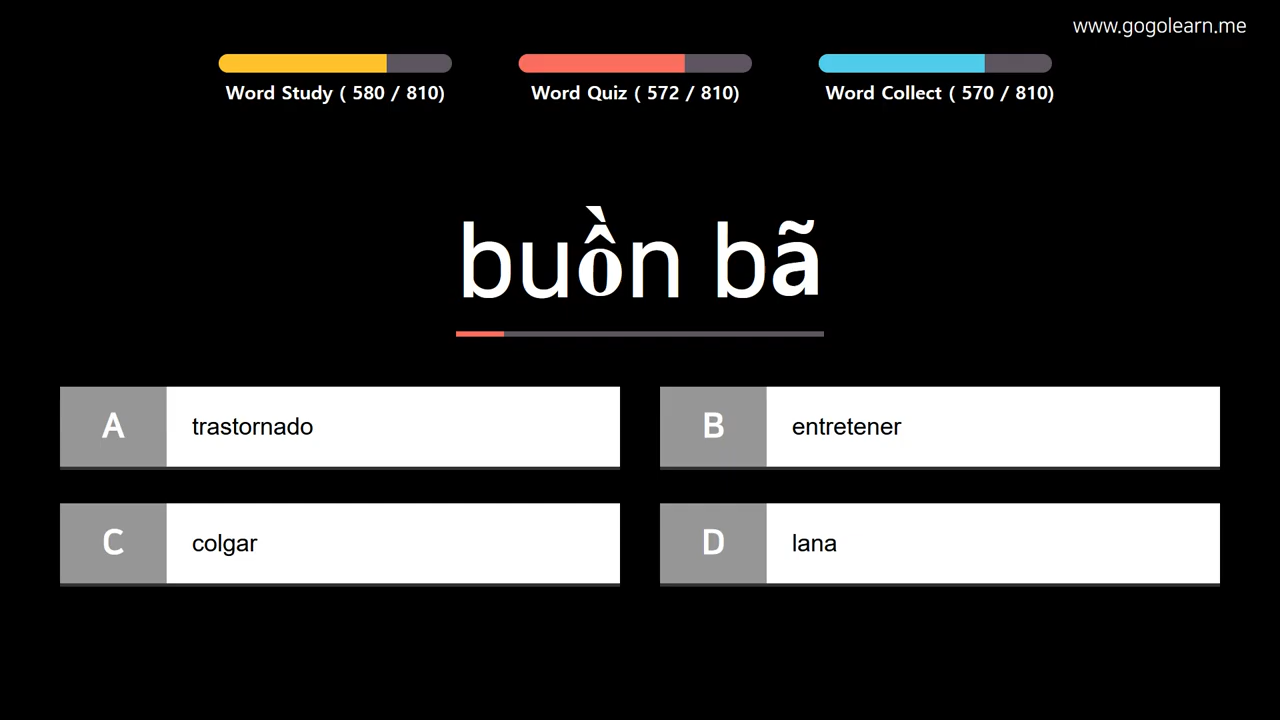 www.gogolearn.me
Word Study ( 580 / 810)
Word Quiz ( 572 / 810)
Word Collect ( 570 / 810)
buồn bã
A trastornado
B entretener
C colgar
D lana